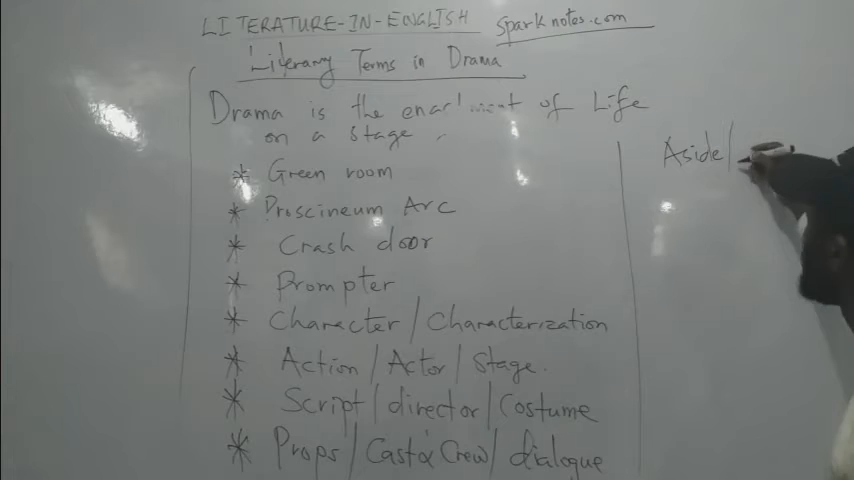 LITERATURE-IN-ENGLISH sparknotes.com
Literary Terms in Drama
Drama is the of Life
on a stage
* Green room
* Proscineum Arc
* Crash door
* Prompter
* Character / Characterization
* Action / Actor / Stage.
* Script / director / Costume
* Props / Cast & Crew / dialogue
Aside /